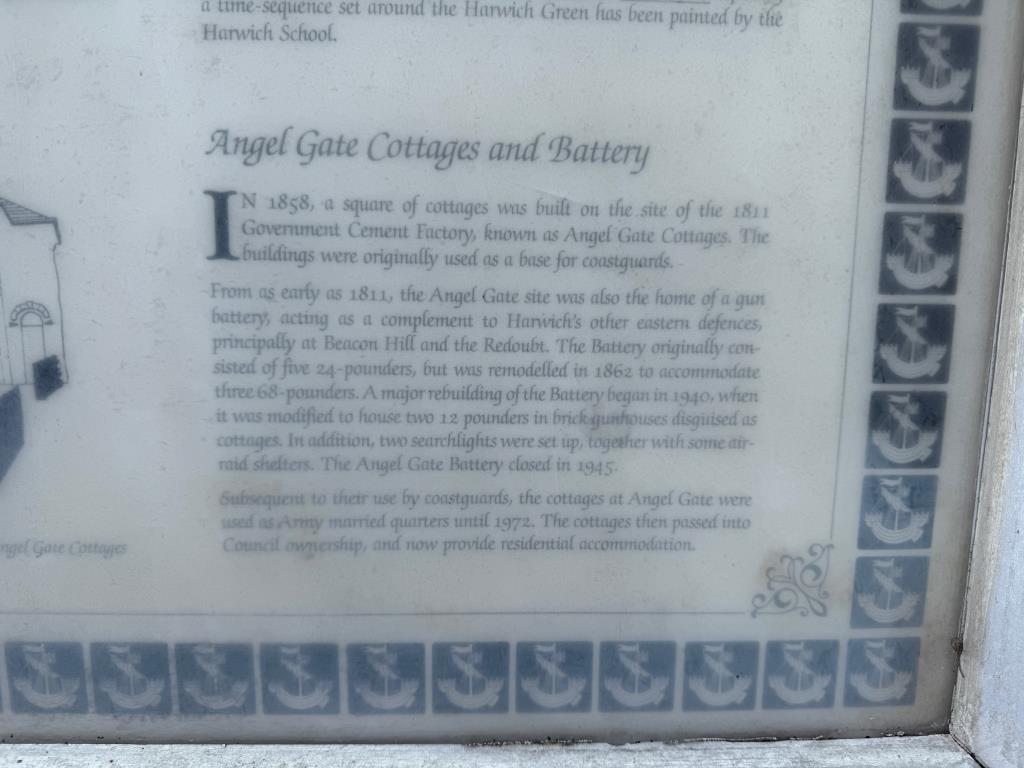 a time-sequence set around the Harwich Green has been painted by the
Harwich School.
Angel Gate Cottages and Battery
IN 1858, a square of cottages was built on the site of the 1811
Government Cement Factory, known as Angel Gate Cottages. The
buildings were originally used as a base for coastguards.
From as early as 1811, the Angel Gate site was also the home of a gun
battery, acting as a complement to Harwich's other eastern defences,
principally at Beacon Hill and the Redoubt. The Battery originally con-
sisted of five 24-pounders, but was remodelled in 1862 to accommodate
three 68-pounders. A major rebuilding of the Battery began in 1940, when
it was modified to house two 12 pounders in brick gunhouses disguised as
cottages. In addition, two searchlights were set up, together with some air-
raid shelters. The Angel Gate Battery closed in 1945.
Subsequent to their use by coastguards, the cottages at Angel Gate were
used as Army married quarters until 1972. The cottages then passed into
Council ownership, and now provide residential accommodation.
ngel Gate Cottages